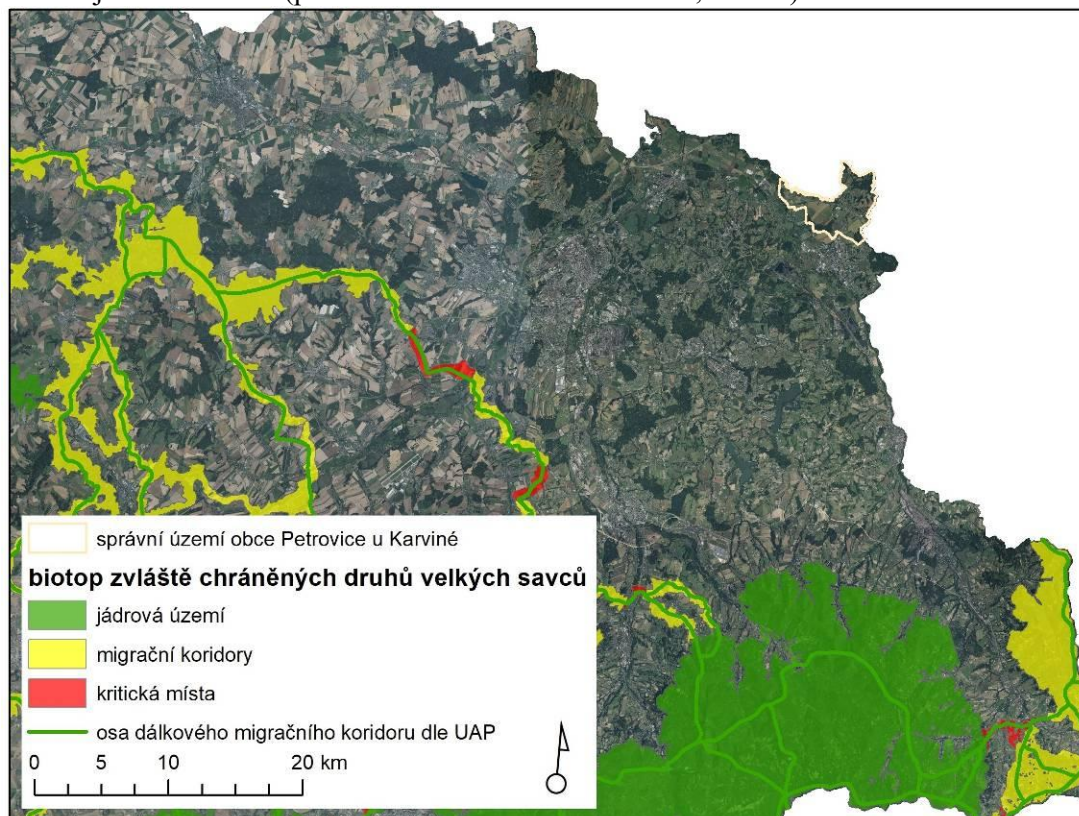 správní území obce Petrovice u Karviné
biotop zvláště chráněných druhů velkých savců
jádrová území
migrační koridory
kritická místa
osa dálkového migračního koridoru dle UAP
0 5 10 20 km